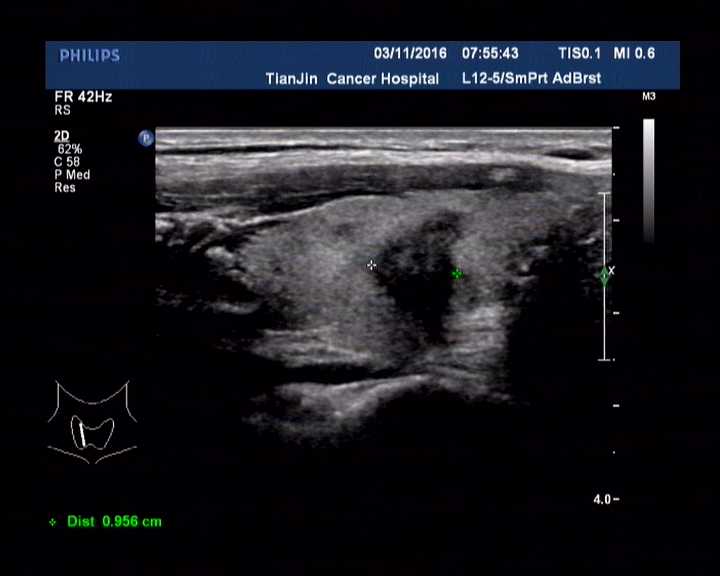 PHILIPS 03/11/2016 07:55:43 TIS0.1 MI 0.6
TianJin Cancer Hospital L12-5/SmPrt AdBrst
FR 42Hz
RS
M3
2D
62%
C 58
P Med
Res
P
X
4.0
Dist 0.956 cm